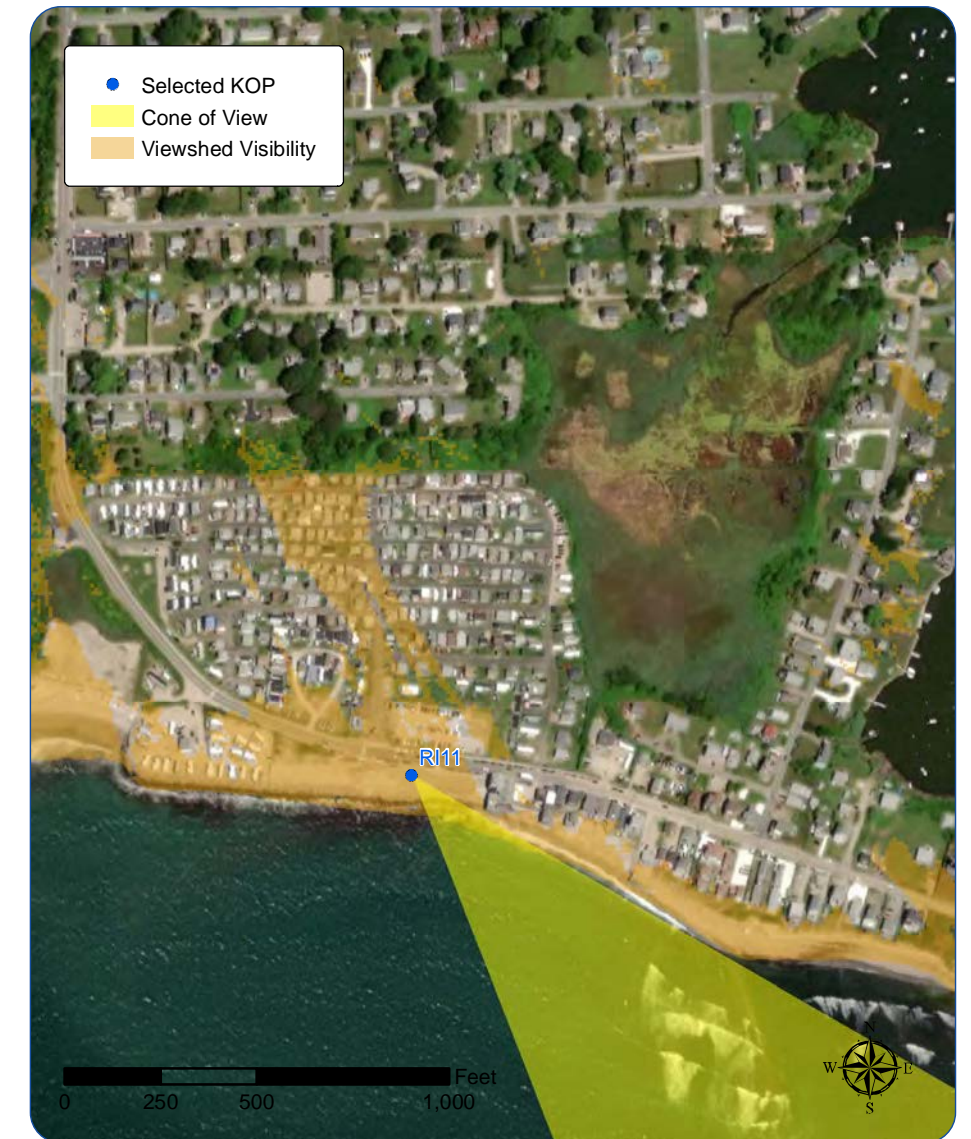 Selected KOP
Cone of View
Viewshed Visibility
RI11
N
W E
S
Feet
0 250 500 1,000